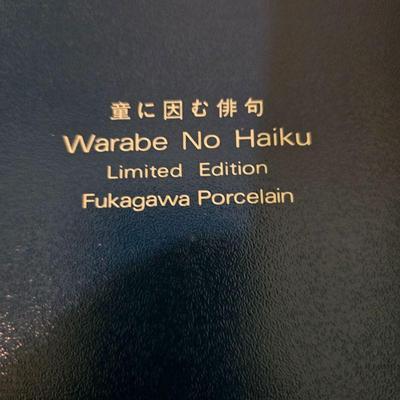 童に因む俳句
Warabe No Haiku
Limited Edition
Fukagawa Porcelain